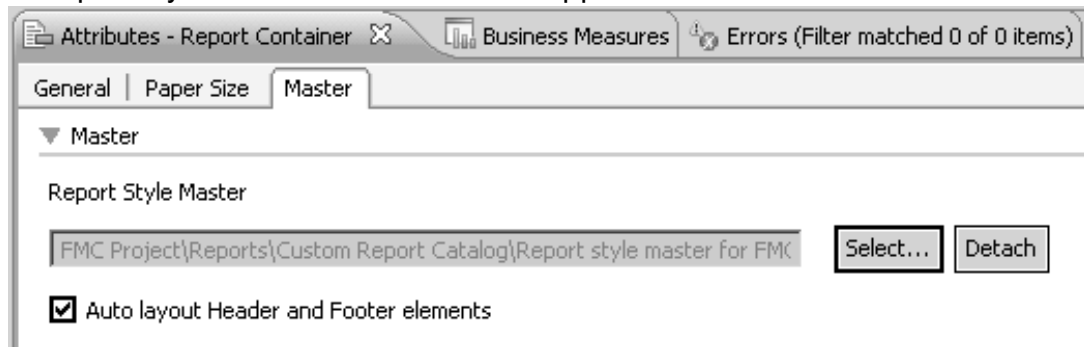 Attributes - Report Container Business Measures Errors (Filter matched 0 of 0 items)
General | Paper Size Master
Master
Report Style Master
FMC Project\Reports\Custom Report Catalog\Report style master for FMC Select... Detach
Auto layout Header and Footer elements